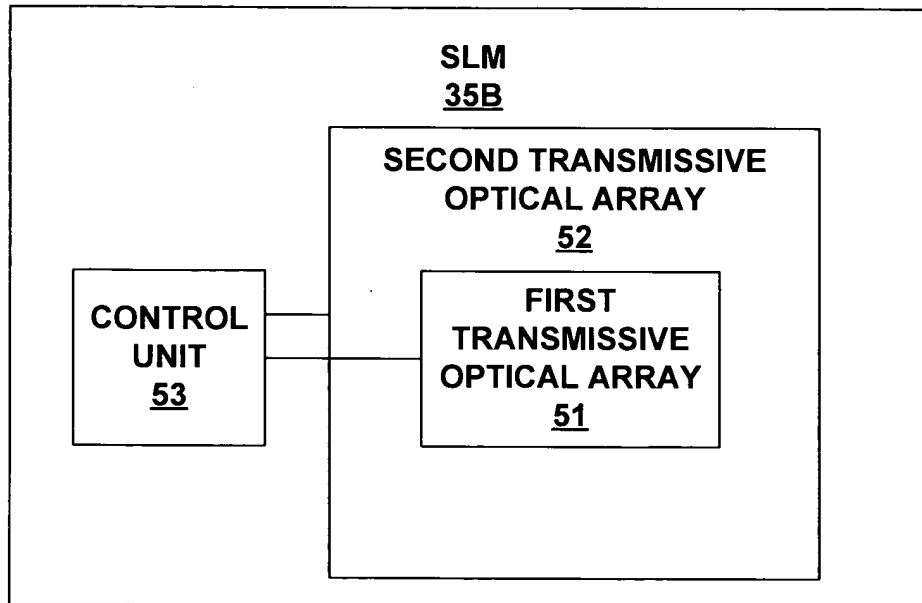 SLM
35B
SECOND TRANSMISSIVE
OPTICAL ARRAY
52
CONTROL
UNIT
53
FIRST
TRANSMISSIVE
OPTICAL ARRAY
51